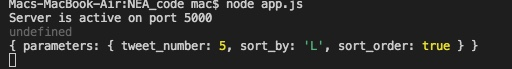 Macs-MacBook-Air:NEA_code mac$ node app.js
Server is active on port 5000
undefined
{ parameters: { tweet_number: 5, sort_by: 'L', sort_order: true } }